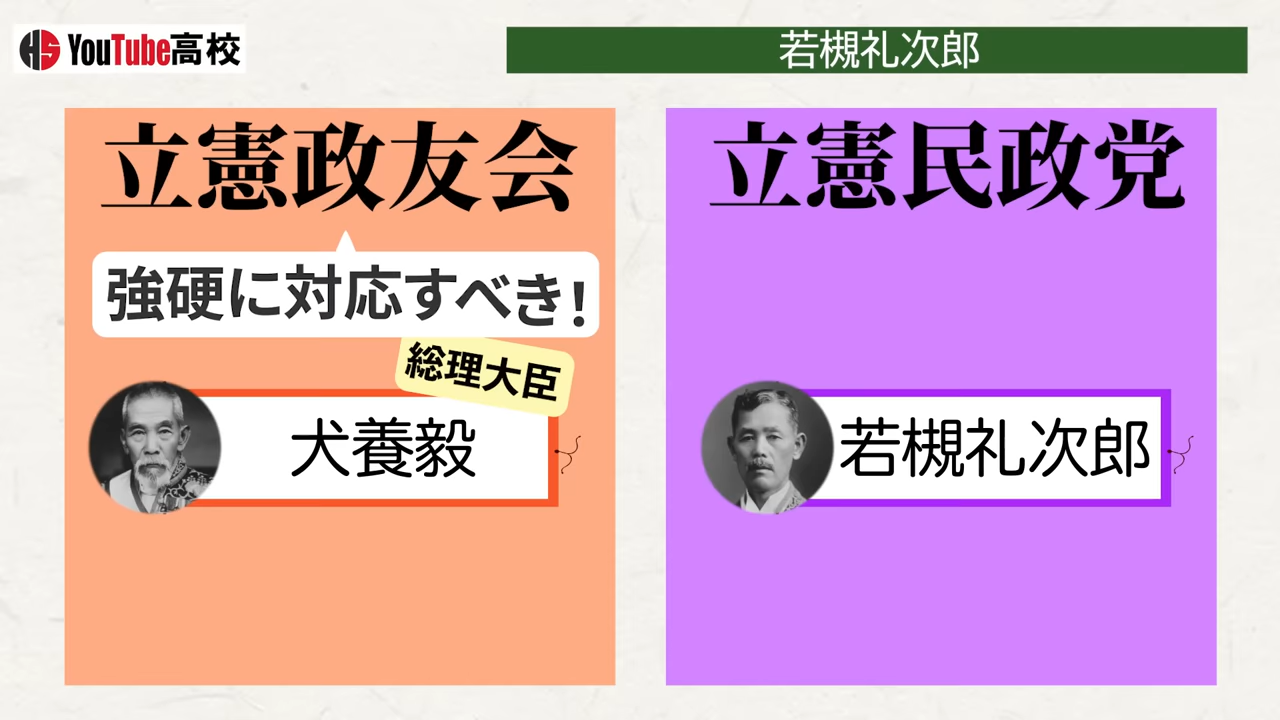 HS YouTube高校
若槻礼次郎
立憲政友会
強硬に対応すべき!
総理大臣
犬養毅
立憲民政党
若槻礼次郎